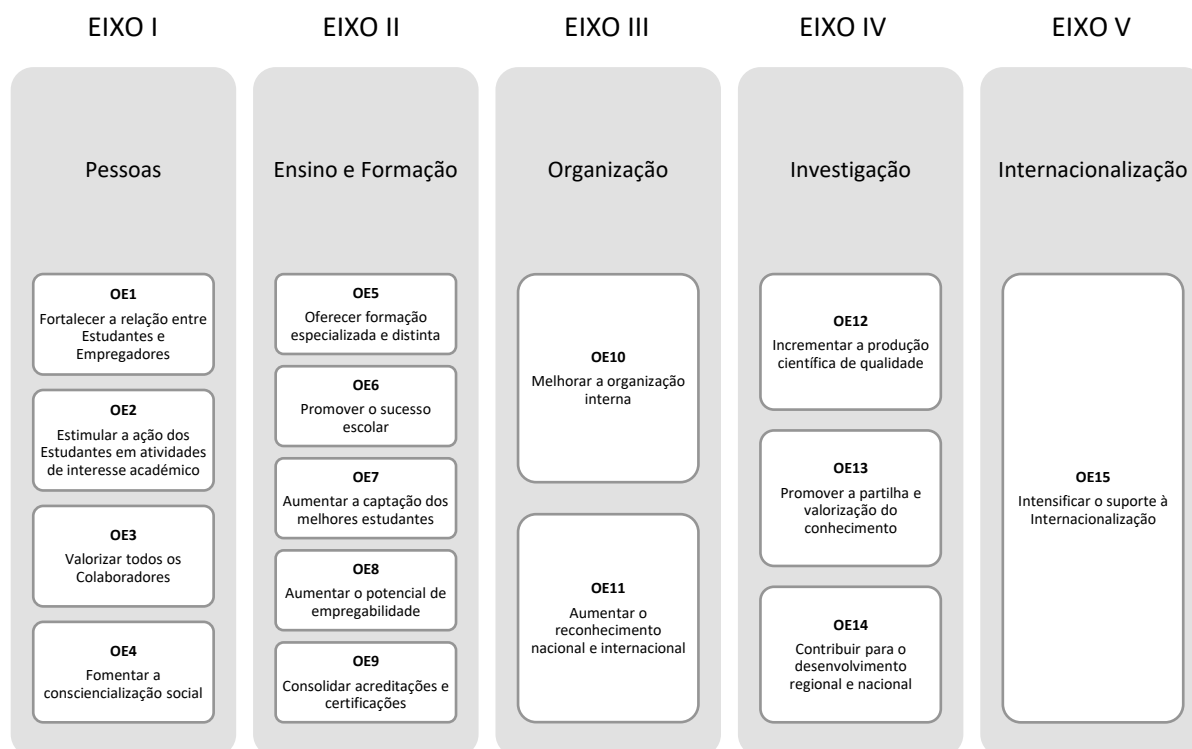 EIXO I
Pessoas
OE1
Fortalecer a relação entre
Estudantes e
Empregadores
OE2
Estimular a ação dos
Estudantes em atividades
de interesse académico
OE3
Valorizar todos os
Colaboradores
OE4
Fomentar a
consciencialização social
EIXO II
Ensino e Formação
OE5
Oferecer formação
especializada e distinta
OE6
Promover o sucesso
escolar
OE7
Aumentar a captação dos
melhores estudantes
OE8
Aumentar o potencial de
empregabilidade
OE9
Consolidar acreditações e
certificações
EIXO III
Organização
OE10
Melhorar a organização
interna
OE11
Aumentar o
reconhecimento
nacional e internacional
EIXO IV
Investigação
OE12
Incrementar a produção
científica de qualidade
OE13
Promover a partilha e
valorização do
conhecimento
OE14
Contribuir para o
desenvolvimento
regional e nacional
EIXO V
Internacionalização
OE15
Intensificar o suporte à
Internacionalização